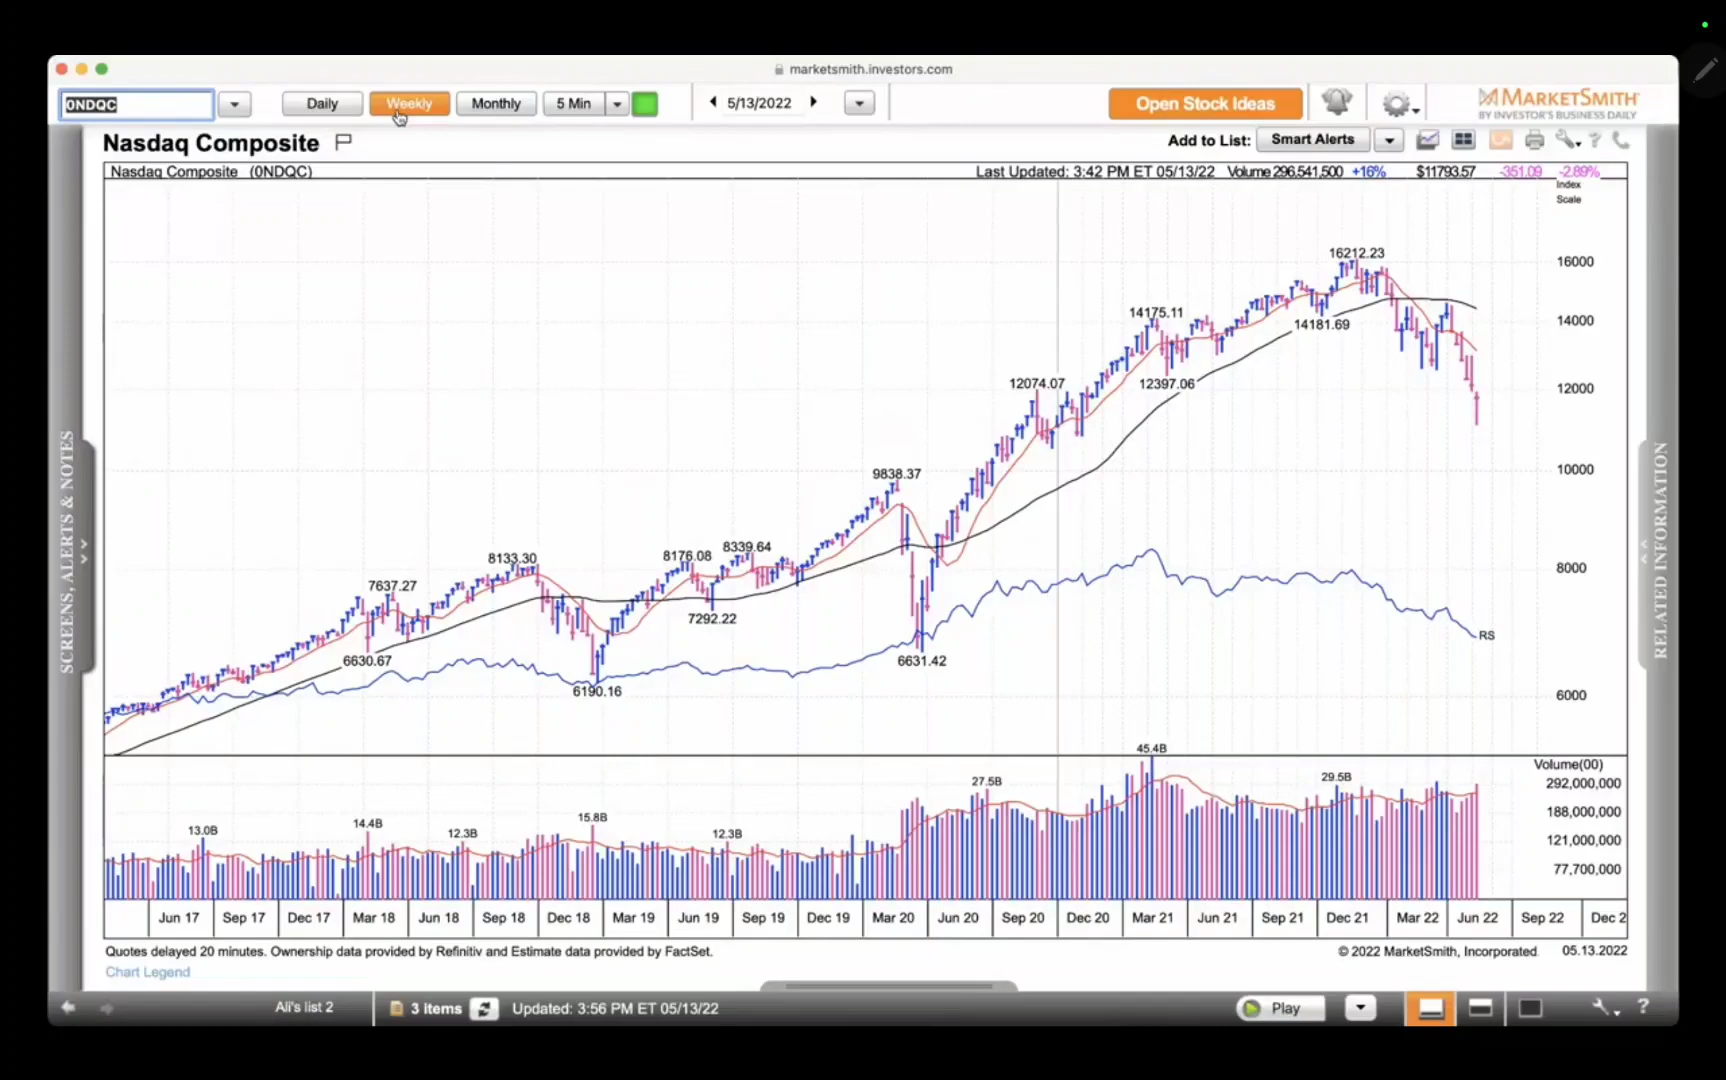 marketsmith.investors.com
0NDQC
Daily
Weekly
Monthly
5 Min
5/13/2022
Open Stock Ideas
MARKETSMITH
BY INVESTOR'S BUSINESS DAILY
Nasdaq Composite
Add to List:
Smart Alerts
?
Nasdaq Composite (0NDQC)
Last Updated: 3:42 PM ET 05/13/22 Volume 296,541,500 +16% $11793.57 -351.09 -2.89%
Index
Scale
16212.23
16000
14175.11
14000
14181.69
12074.07
12397.06
12000
9838.37
10000
8133.30
8176.08
8339.64
8000
7637.27
7292.22
RS
6630.67
6631.42
6190.16
6000
SCREENS, ALERTS & NOTES
RELATED INFORMATION
45.4B
Volume(00)
27.5B
29.5B
292,000,000
13.0B
14.4B
12.3B
15.8B
12.3B
188,000,000
121,000,000
77,700,000
Jun 17 Sep 17 Dec 17 Mar 18 Jun 18 Sep 18 Dec 18 Mar 19 Jun 19 Sep 19 Dec 19 Mar 20 Jun 20 Sep 20 Dec 20 Mar 21 Jun 21 Sep 21 Dec 21 Mar 22 Jun 22 Sep 22 Dec 2
Quotes delayed 20 minutes. Ownership data provided by Refinitiv and Estimate data provided by FactSet.
© 2022 MarketSmith, Incorporated
05.13.2022
Chart Legend
Ali's list 2
3 items
Updated: 3:56 PM ET 05/13/22
Play
?